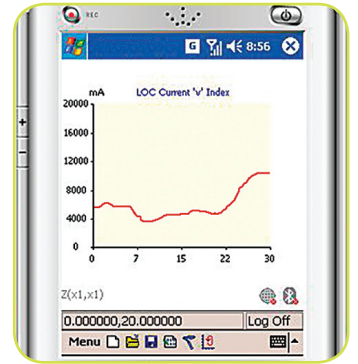 REC
G 8:56
mA LOC Current 'v' Index
20000
16000
12000
8000
4000
0
0 7 15 22 30
Z(x1,x1)
0.000000,20.000000 Log Off
Menu